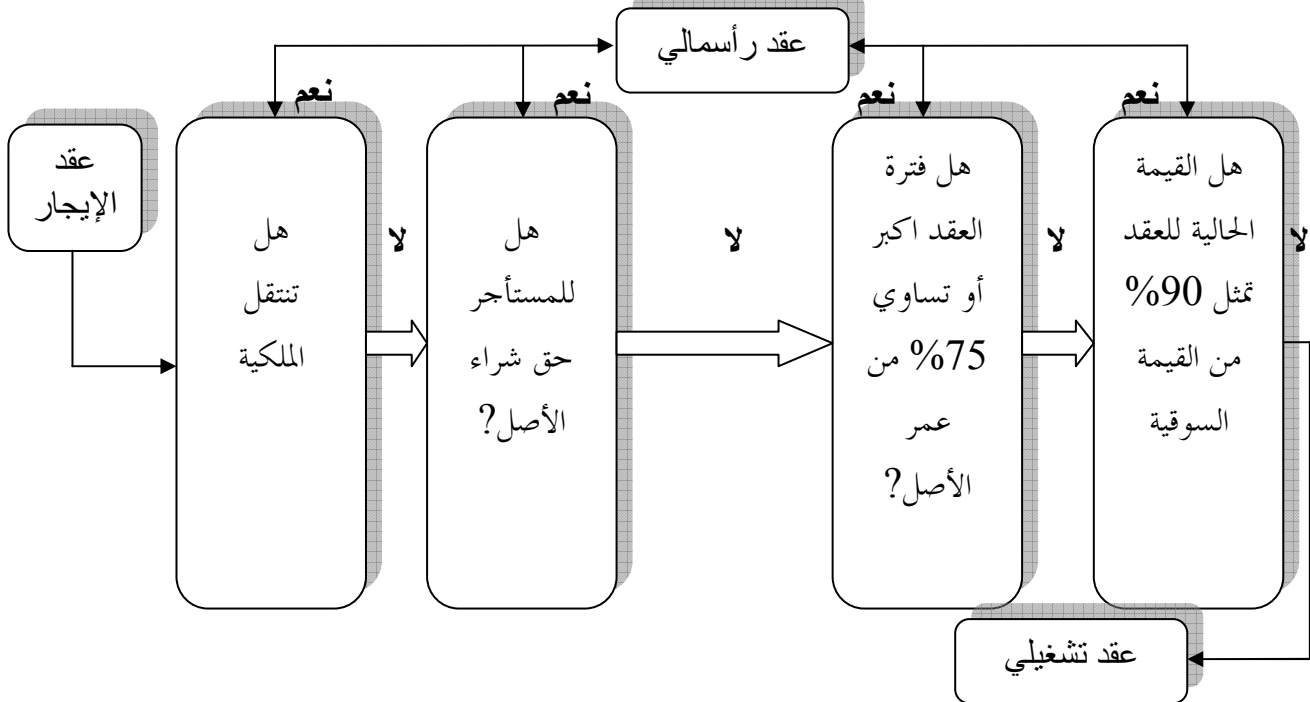 عقد رأسمالي
نعم
نعم
نعم
نعم
عقد
الإيجار
هل
تنتقل
الملكية
لا
هل
للمستأجر
حق شراء
الأصل?
لا
هل فترة
العقد اكبر
أو تساوي
75% من
عمر
الأصل?
لا
هل القيمة
الحالية للعقد
تمثل 90%
من القيمة
السوقية
لا
عقد تشغيلي